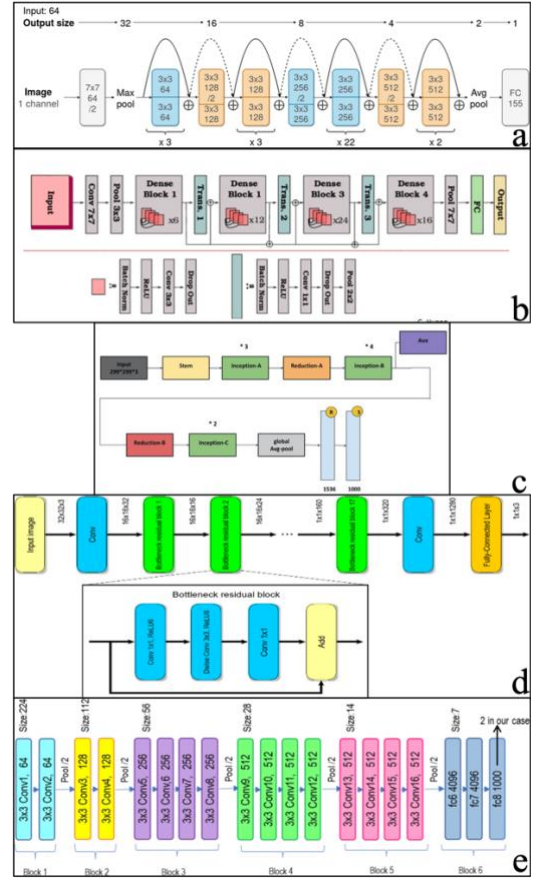 Input: 64
Output size
32
16
8
4
2
1
Image
1 channel
7x7
64
/2
Max
pool
3x3
64
3x3
64
3x3
128
/2
3x3
128
3x3
128
3x3
128
3x3
256
/2
3x3
256
3x3
256
3x3
256
3x3
512
/2
3x3
512
3x3
512
3x3
512
Avg
pool
FC
155
x 3
x 3
x 22
x 2
a
Input
Conv 7x7
Pool 3x3
Dense
Block 1
x6
Trans. 1
Dense
Block 1
x12
Trans. 2
Dense
Block 3
x24
Trans. 3
Dense
Block 4
x16
Pool 7x7
FC
Output
Batch Norm
ReLU
Conv 3x3
Drop Out
Batch Norm
ReLU
Conv 1x1
Drop Out
Pool 2x2
b
* 3
* 4
Aux
Input
299*299*3
Stem
Inception-A
Reduction-A
Inception-B
* 2
Reduction-B
Inception-C
global
Avg-pool
R
S
1536
1000
c
Input image
32x32x3
Conv
16x16x32
Bottleneck residual block 1
16x16x16
Bottleneck residual block 2
16x16x24
...
1x1x160
Bottleneck residual block 17
1x1x320
Conv
1x1x1280
Fully-Connected Layer
1x1x3
Bottleneck residual block
Conv 1x1, ReLU6
Dwise Conv 3x3, ReLU6
Conv 1x1
Add
d
Size:224
3x3 Conv1, 64
3x3 Conv2, 64
Pool /2
Size:112
3x3 Conv3, 128
3x3 Conv4, 128
Pool /2
Size:56
3x3 Conv5, 256
3x3 Conv,6 256
3x3 Conv7, 256
3x3 Conv8, 256
Pool /2
Size:28
3x3 Conv9, 512
3x3 Conv10, 512
3x3 Conv11, 512
3x3 Conv12, 512
Pool /2
Size:14
3x3 Conv13, 512
3x3 Conv14, 512
3x3 Conv15, 512
3x3 Conv16, 512
Pool /2
Size:7
fc6 4096
fc7 4096
fc8 1000
2 in our case
Block 1
Block 2
Block 3
Block 4
Block 5
Block 6
e